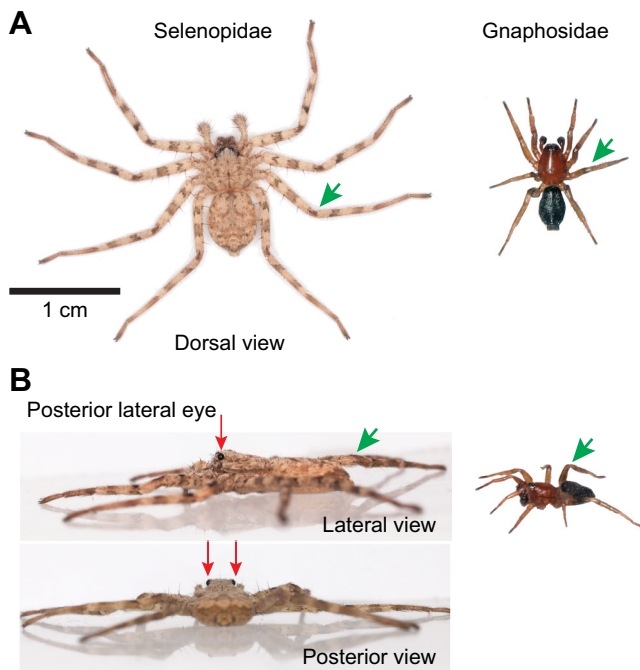 A
Selenopidae
Gnaphosidae
1 cm
Dorsal view
B
Posterior lateral eye
Lateral view
Posterior view